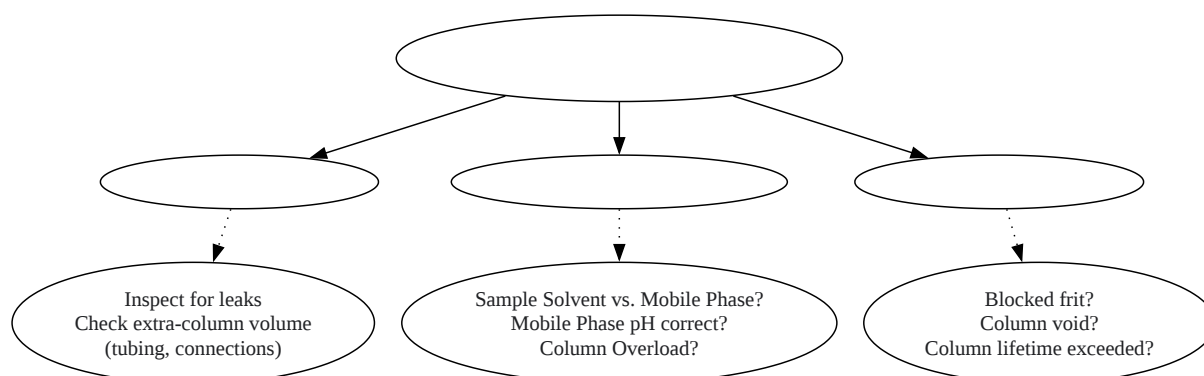 Inspect for leaks
Check extra-column volume
(tubing, connections)
Sample Solvent vs. Mobile Phase?
Mobile Phase pH correct?
Column Overload?
Blocked frit?
Column void?
Column lifetime exceeded?